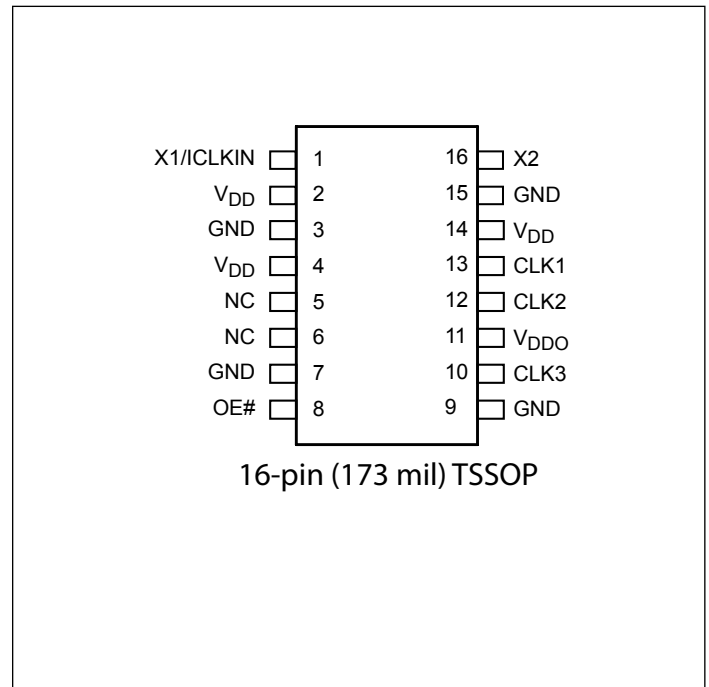 X1/ICLKIN 1 16 X2
VDD 2 15 GND
GND 3 14 VDD
VDD 4 13 CLK1
NC 5 12 CLK2
NC 6 11 VDDO
GND 7 10 CLK3
OE# 8 9 GND
16-pin (173 mil) TSSOP